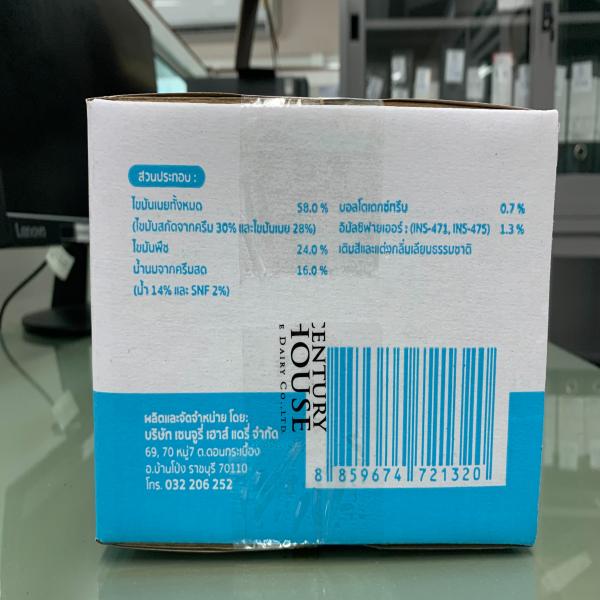 ส่วนประกอบ :
ไขมันเนยทั้งหมด 58.0 %
(ไขมันสกัดจากครีม 30% และไขมันเนย 28%)
ไขมันพืช 24.0 %
น้ำนมจากครีมสด 16.0 %
(น้ำ 14% และ SNF 2%)
มอลโตเดกซ์ทริน 0.7 %
อิมัลซิฟายเออร์ : (INS-471, INS-475) 1.3 %
เติมสีและแต่งกลิ่นเลียนธรรมชาติ
CENTURY
HOUSE
E DAIRY CO.,LTD.
ผลิตและจัดจำหน่าย โดย:
บริษัท เซนจูรี่ เฮาส์ แดรี่ จำกัด
69, 70 หมู่7 ต.ดอนกระเบื้อง
อ.บ้านโป่ง ราชบุรี 70110
โทร. 032 206 252
8 859674 721320
Lenovo